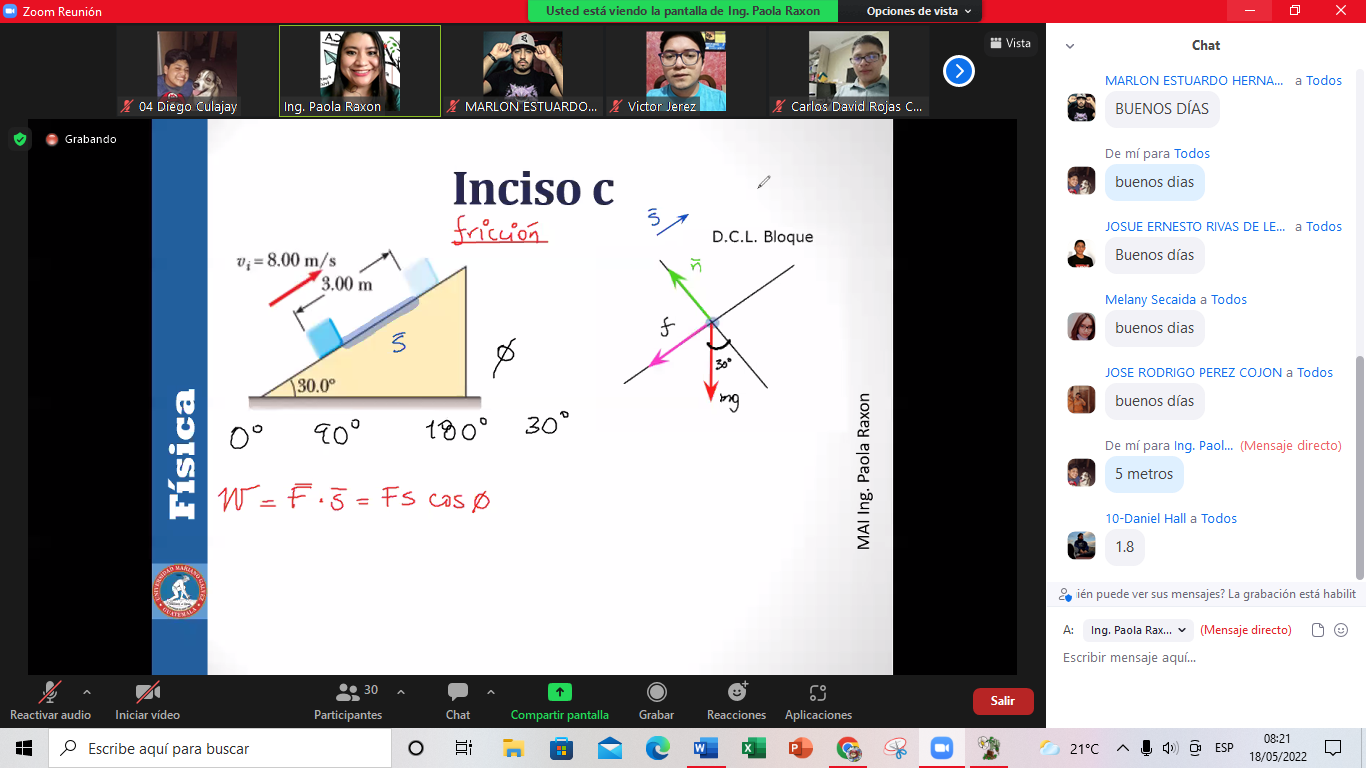 Zoom Reunión
Usted está viendo la pantalla de Ing. Paola Raxon
Opciones de vista
04 Diego Culajay
Ing. Paola Raxon
MARLON ESTUARDO...
Victor Jerez
Carlos David Rojas C...
Vista
Grabando
Inciso c
fricción
s
D.C.L. Bloque
vi = 8.00 m/s
3.00 m
n̄
f
s̄
30°
30.0°
ϕ
mg
0° 90° 180° 30°
W = F̄ · s̄ = Fs cos ϕ
Física
MAI Ing. Paola Raxon
UNIVERSIDAD MARIANO GÁLVEZ
GUATEMALA
Chat
MARLON ESTUARDO HERNA... a Todos
BUENOS DÍAS
De mí para Todos
buenos dias
JOSUE ERNESTO RIVAS DE LE... a Todos
Buenos días
Melany Secaida a Todos
buenos dias
JOSE RODRIGO PEREZ COJON a Todos
buenos días
De mí para Ing. Paol... (Mensaje directo)
5 metros
10-Daniel Hall a Todos
1.8
ién puede ver sus mensajes? La grabación está habilit
A: Ing. Paola Rax... (Mensaje directo)
Escribir mensaje aquí...
Reactivar audio
Iniciar vídeo
Participantes
30
Chat
Compartir pantalla
Grabar
Reacciones
Aplicaciones
Salir
Escribe aquí para buscar
21°C
ESP
08:21
18/05/2022